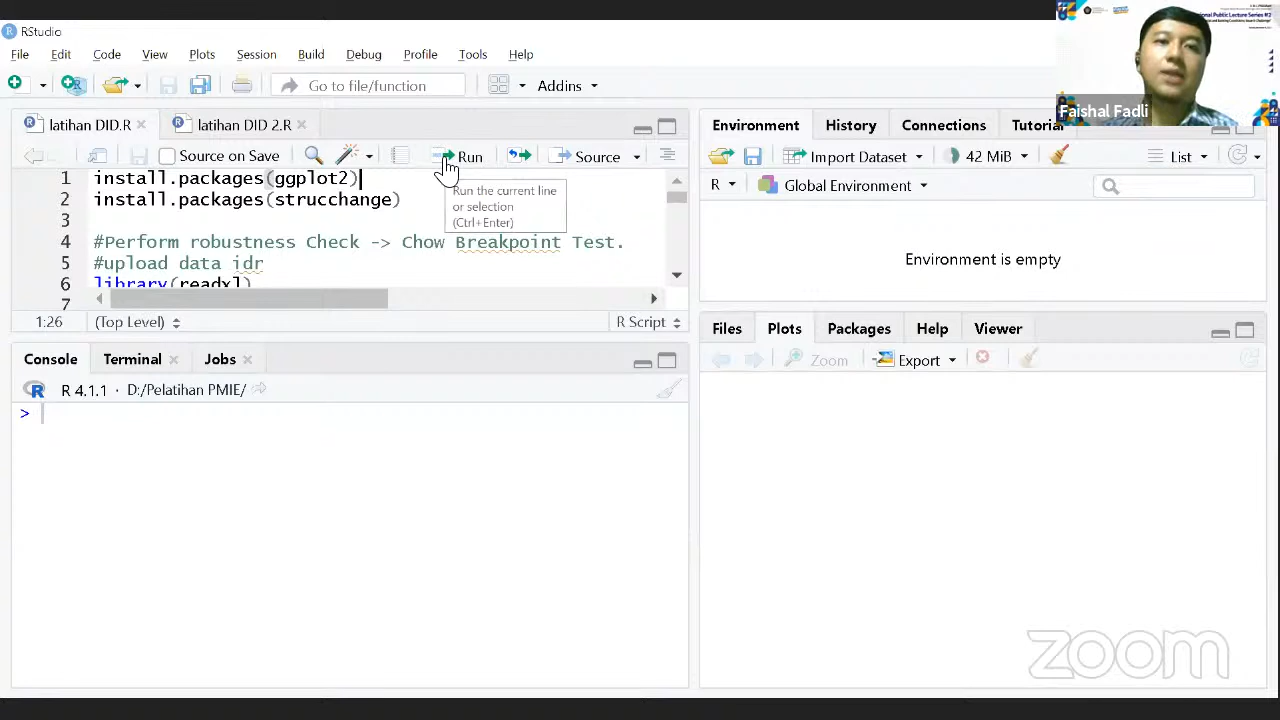 RStudio
File Edit Code View Plots Session Build Debug Profile Tools Help
Go to file/function Addins
latihan DID.R latihan DID 2.R
Source on Save Run Source
1 install.packages(ggplot2)
2 install.packages(strucchange)
3
4 #Perform robustness Check -> Chow Breakpoint Test.
5 #upload data idr
6 library(readxl)
7
Run the current line
or selection
(Ctrl+Enter)
1:26 (Top Level) R Script
Console Terminal Jobs
R 4.1.1 · D:/Pelatihan PMIE/
>
Environment History Connections Tutorial
Import Dataset 42 MiB List
R Global Environment
Environment is empty
Files Plots Packages Help Viewer
Zoom Export
Public Lecture Series #2
Faishal Fadli
zoom